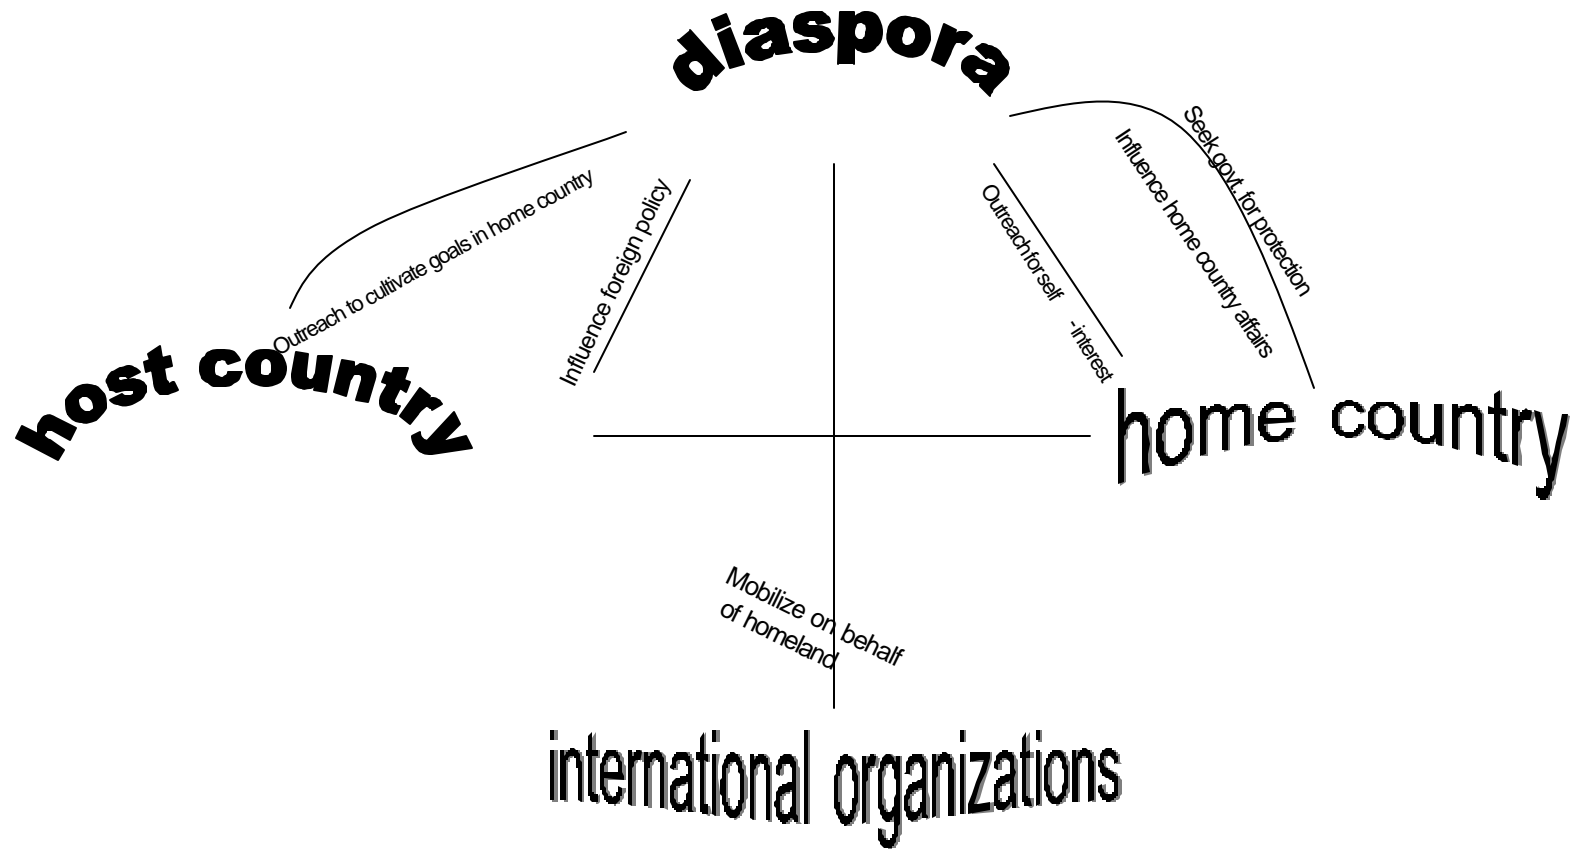 diaspora
Seek govt. for protection
Influence home country affairs
Outreach to cultivate goals in home country
Influence foreign policy
Outreach for self -interest
host country
home country
Mobilize on behalf
of homeland
international organizations